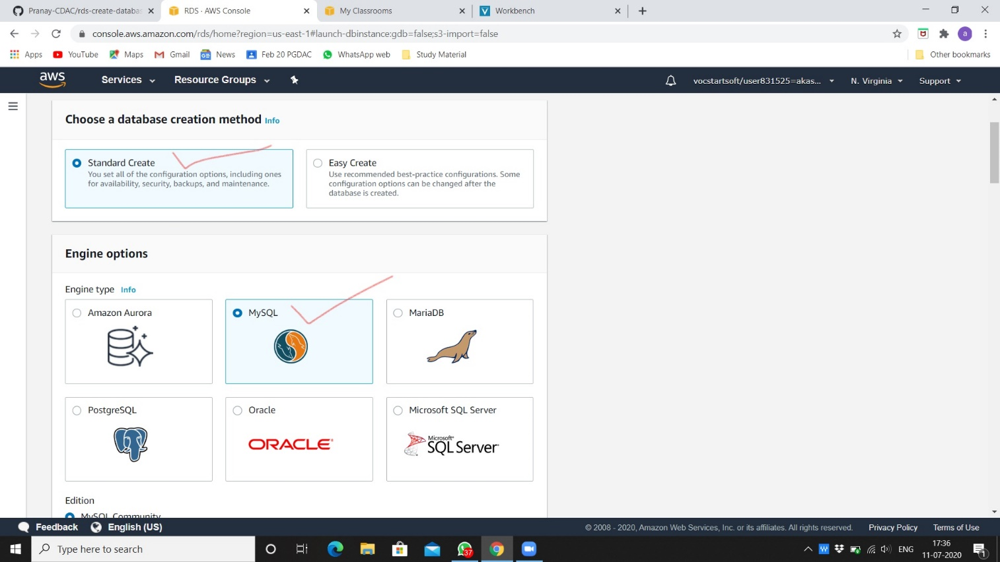 Pranay-CDAC/rds-create-databas
RDS · AWS Console
My Classrooms
Workbench
console.aws.amazon.com/rds/home?region=us-east-1#launch-dbinstance:gdb=false;s3-import=false
a
Apps
YouTube
Maps
Gmail
News
Feb 20 PGDAC
WhatsApp web
Study Material
Other bookmarks
aws
Services
Resource Groups
vocstartsoft/user831525=akas...
N. Virginia
Support
Choose a database creation method Info
Standard Create
You set all of the configuration options, including ones
for availability, security, backups, and maintenance.
Easy Create
Use recommended best-practice configurations. Some
configuration options can be changed after the
database is created.
Engine options
Engine type Info
Amazon Aurora
MySQL
MariaDB
PostgreSQL
Oracle
ORACLE
Microsoft SQL Server
Microsoft
SQL Server
Edition
MySQL Community
Feedback
English (US)
© 2008 - 2020, Amazon Web Services, Inc. or its affiliates. All rights reserved.
Privacy Policy
Terms of Use
Type here to search
37
ENG
17:36
11-07-2020
1